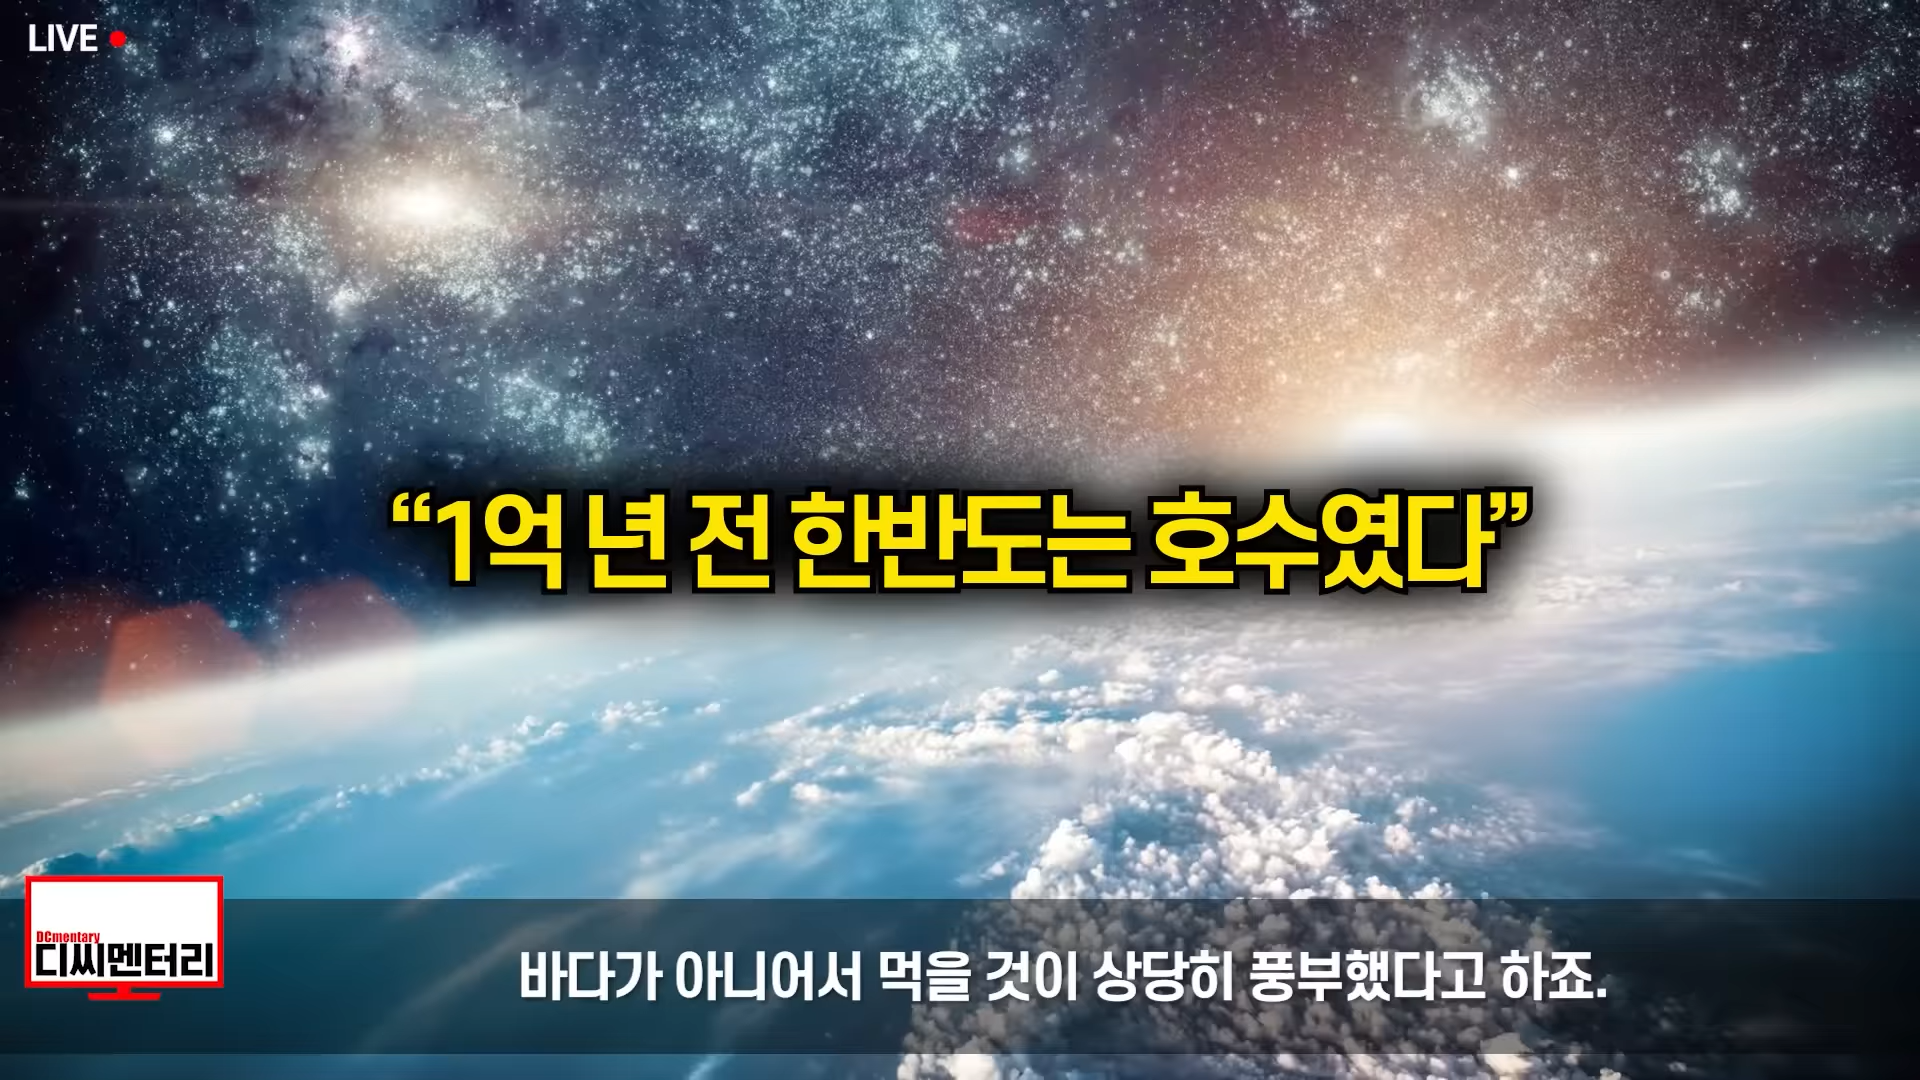 LIVE
“1억 년 전 한반도는 호수였다”
DCmentary
디씨멘터리
바다가 아니어서 먹을 것이 상당히 풍부했다고 하죠.